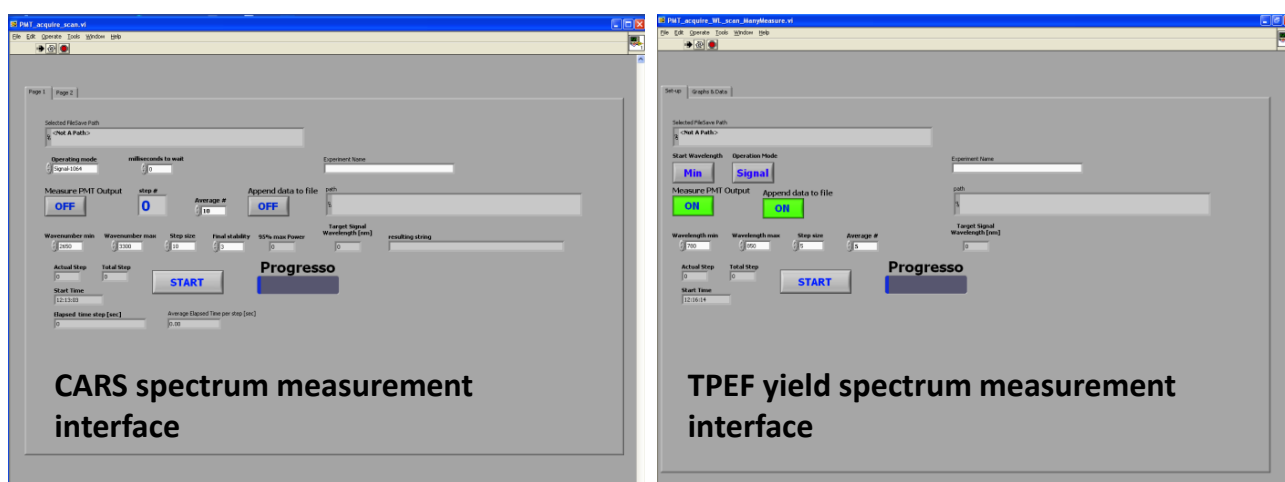 PMT_acquire_scan.vi
File Edit Operate Tools Window Help
Page 1 Page 2
Selected FileSave Path
<Not A Path>
Operating mode milliseconds to wait Experiment Name
Signal-1064 0
Measure PMT Output step # Average # Append data to file path
OFF 0 10 OFF
Wavenumber min Wavenumber max Step size Final stability 95% max Power Target Signal Wavelength [nm] resulting string
2650 3300 10 3 0 0
Actual Step Total Step
0 0
START
Progresso
Start Time
12:13:03
Elapsed time step [sec] Average Elapsed Time per step [sec]
0 0.00
CARS spectrum measurement
interface
PMT_acquire_WL_scan_ManyMeasure.vi
File Edit Operate Tools Window Help
Set-up Graphs & Data
Selected FileSave Path
<Not A Path>
Start Wavelength Operation Mode Experiment Name
Min Signal
Measure PMT Output Append data to file path
ON ON
Wavelength min Wavelength max Step size Average # Target Signal Wavelength [nm]
780 850 5 5 0
Actual Step Total Step
0 0
START
Progresso
Start Time
12:16:14
TPEF yield spectrum measurement
interface